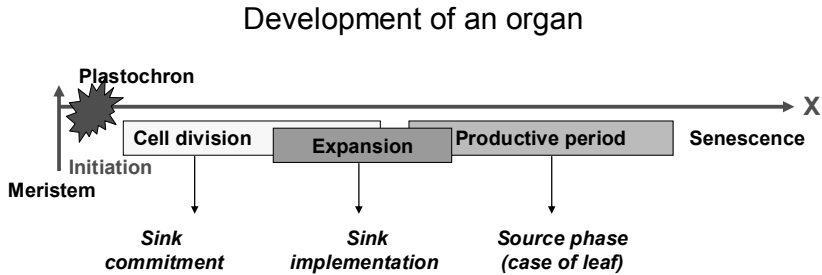 Development of an organ
Plastochron
X
Cell division
Expansion
Productive period
Senescence
Initiation
Meristem
Sink
commitment
Sink
implementation
Source phase
(case of leaf)